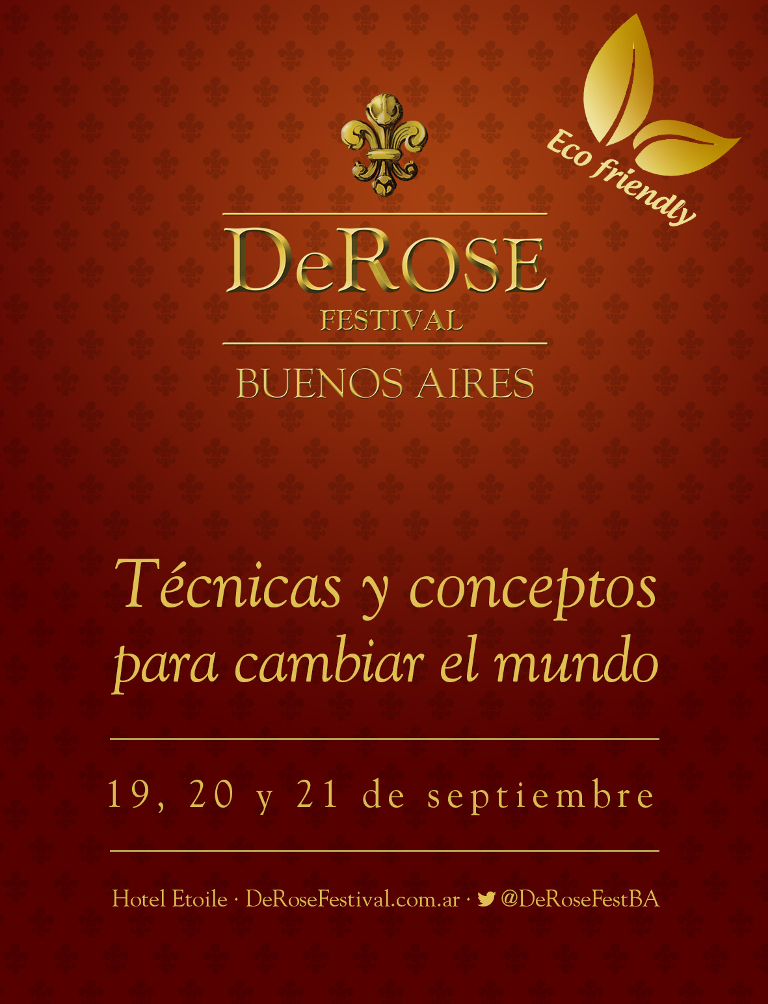 Eco friendly
DeROSE
FESTIVAL
BUENOS AIRES
Técnicas y conceptos
para cambiar el mundo
19, 20 y 21 de septiembre
Hotel Etoile · DeRoseFestival.com.ar · @DeRoseFestBA